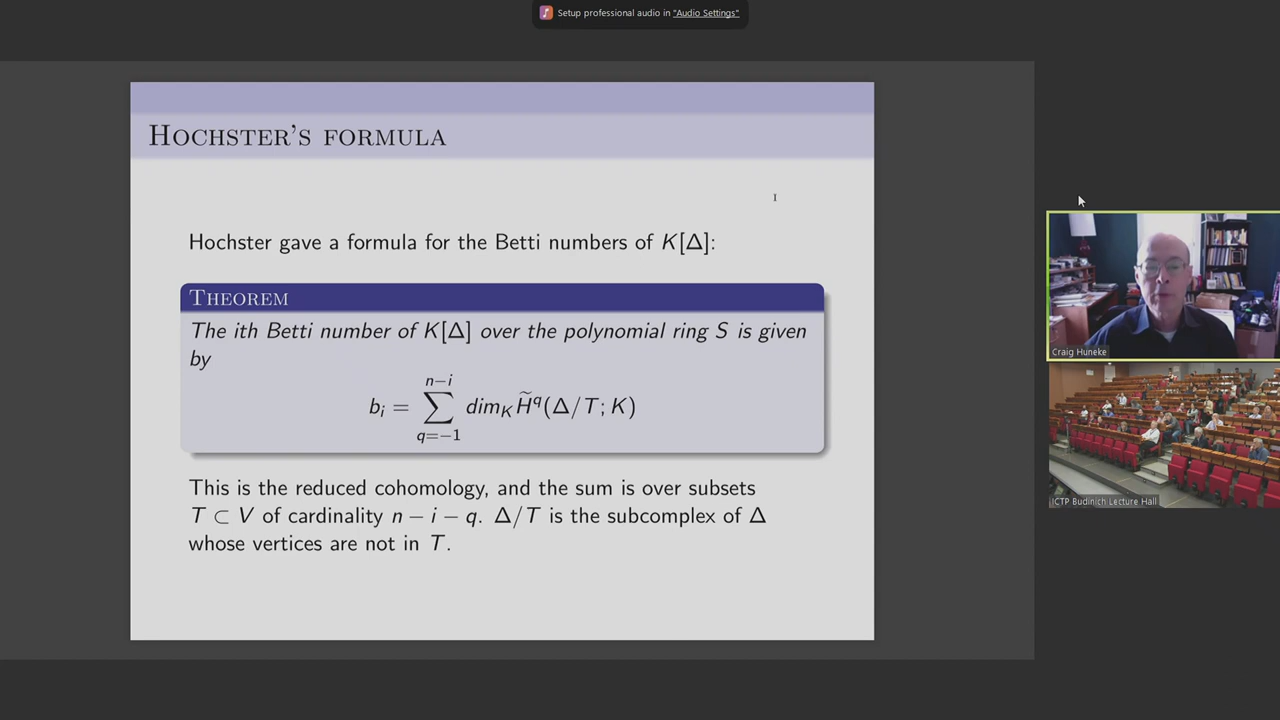 Setup professional audio in "Audio Settings"
HOCHSTER'S FORMULA
Hochster gave a formula for the Betti numbers of K[Δ]:
THEOREM
The ith Betti number of K[Δ] over the polynomial ring S is given
by
b_i = \sum_{q=-1}^{n-i} dim_K \widetilde{H}^q(Δ/T; K)
This is the reduced cohomology, and the sum is over subsets
T ⊂ V of cardinality n − i − q. Δ/T is the subcomplex of Δ
whose vertices are not in T.
Craig Huneke
ICTP Budinich Lecture Hall